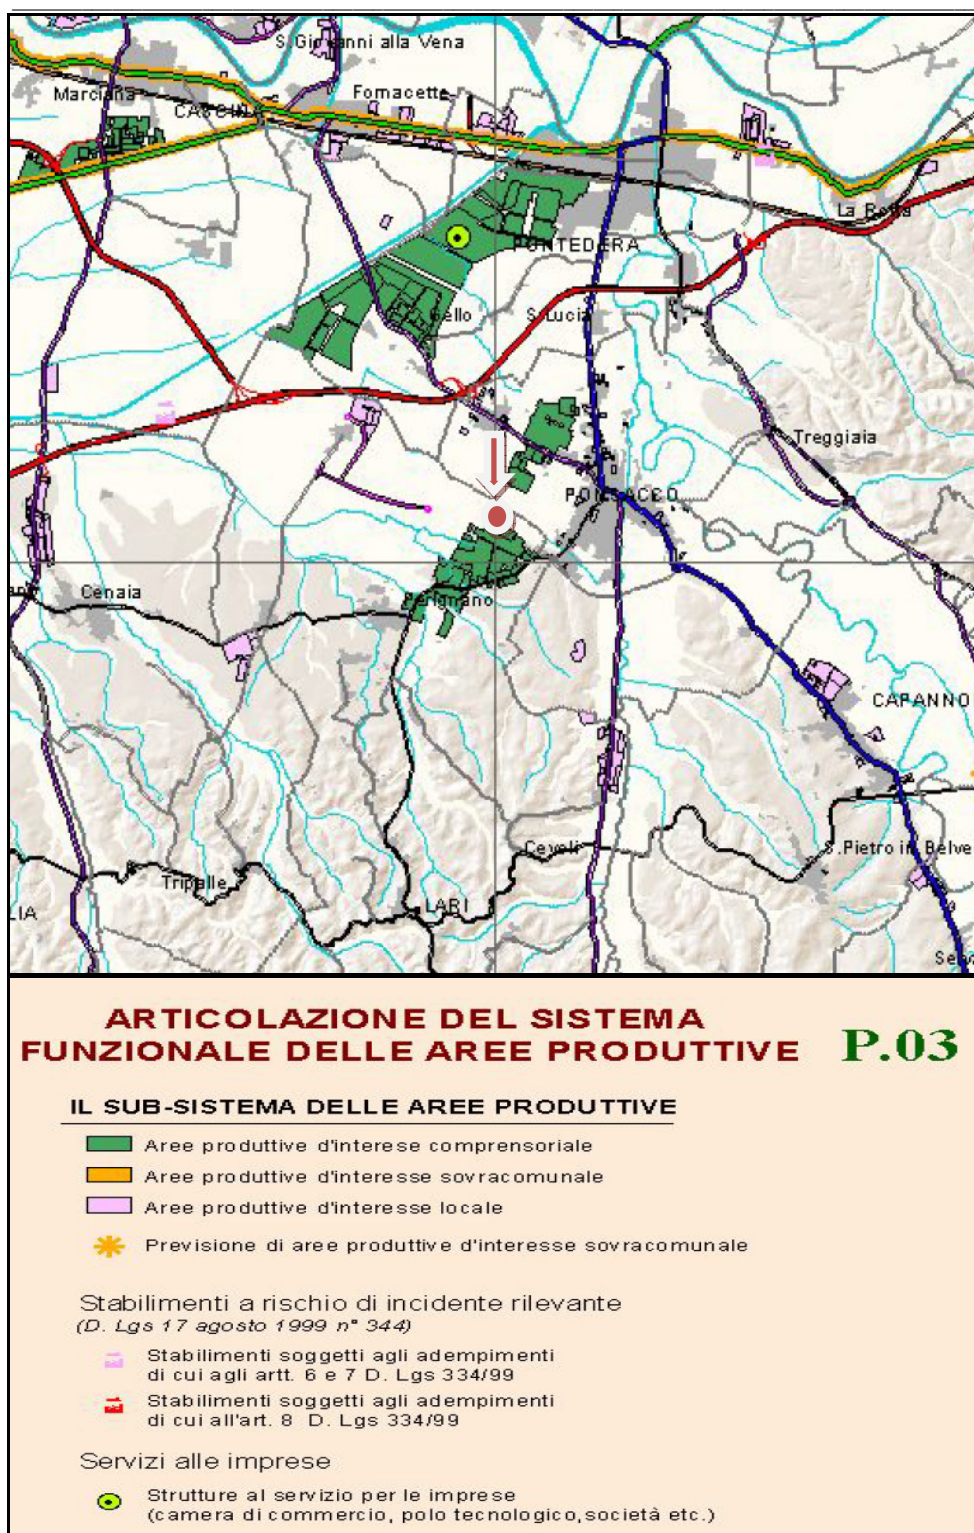 S.Giovanni alla Vena
Marciana
Fornacette
CASCINA
La Rotta
PONTEDERA
Gello
S.Lucia
Treggiaia
PONSACCO
Cenaia
Perignano
CAPANNO
Cevoli
S.Pietro in Belve
Tripalle
LARI
LIA
ARTICOLAZIONE DEL SISTEMA
FUNZIONALE DELLE AREE PRODUTTIVE P.03
IL SUB-SISTEMA DELLE AREE PRODUTTIVE
Aree produttive d'interese comprensoriale
Aree produttive d'interesse sovracomunale
Aree produttive d'interesse locale
Previsione di aree produttive d'interesse sovracomunale
Stabilimenti a rischio di incidente rilevante
(D. Lgs 17 agosto 1999 n° 344)
Stabilimenti soggetti agli adempimenti
di cui agli artt. 6 e 7 D. Lgs 334/99
Stabilimenti soggetti agli adempimenti
di cui all'art. 8 D. Lgs 334/99
Servizi alle imprese
Strutture al servizio per le imprese
(camera di commercio, polo tecnologico,società etc.)